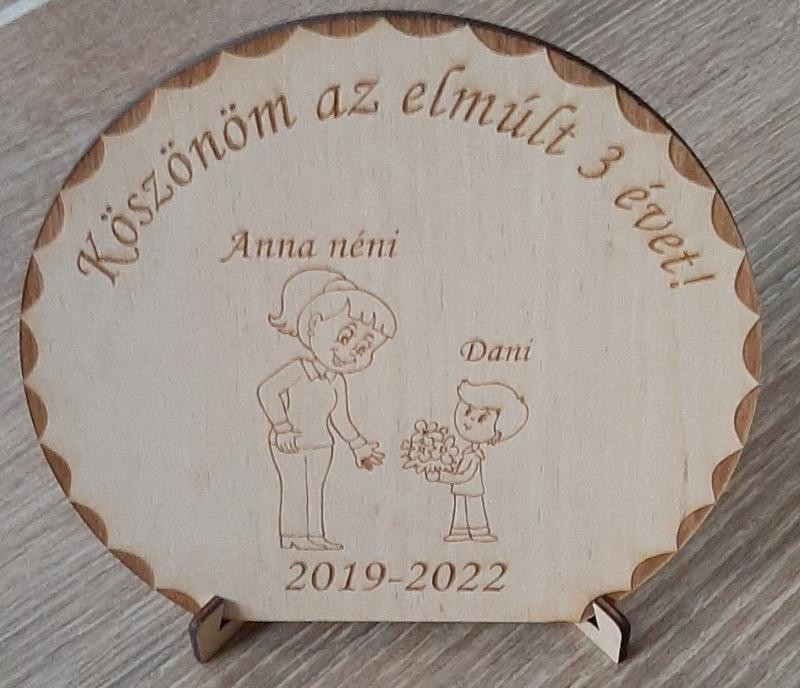 Köszönöm az elmúlt 3 évet!
Anna néni
Dani
2019-2022